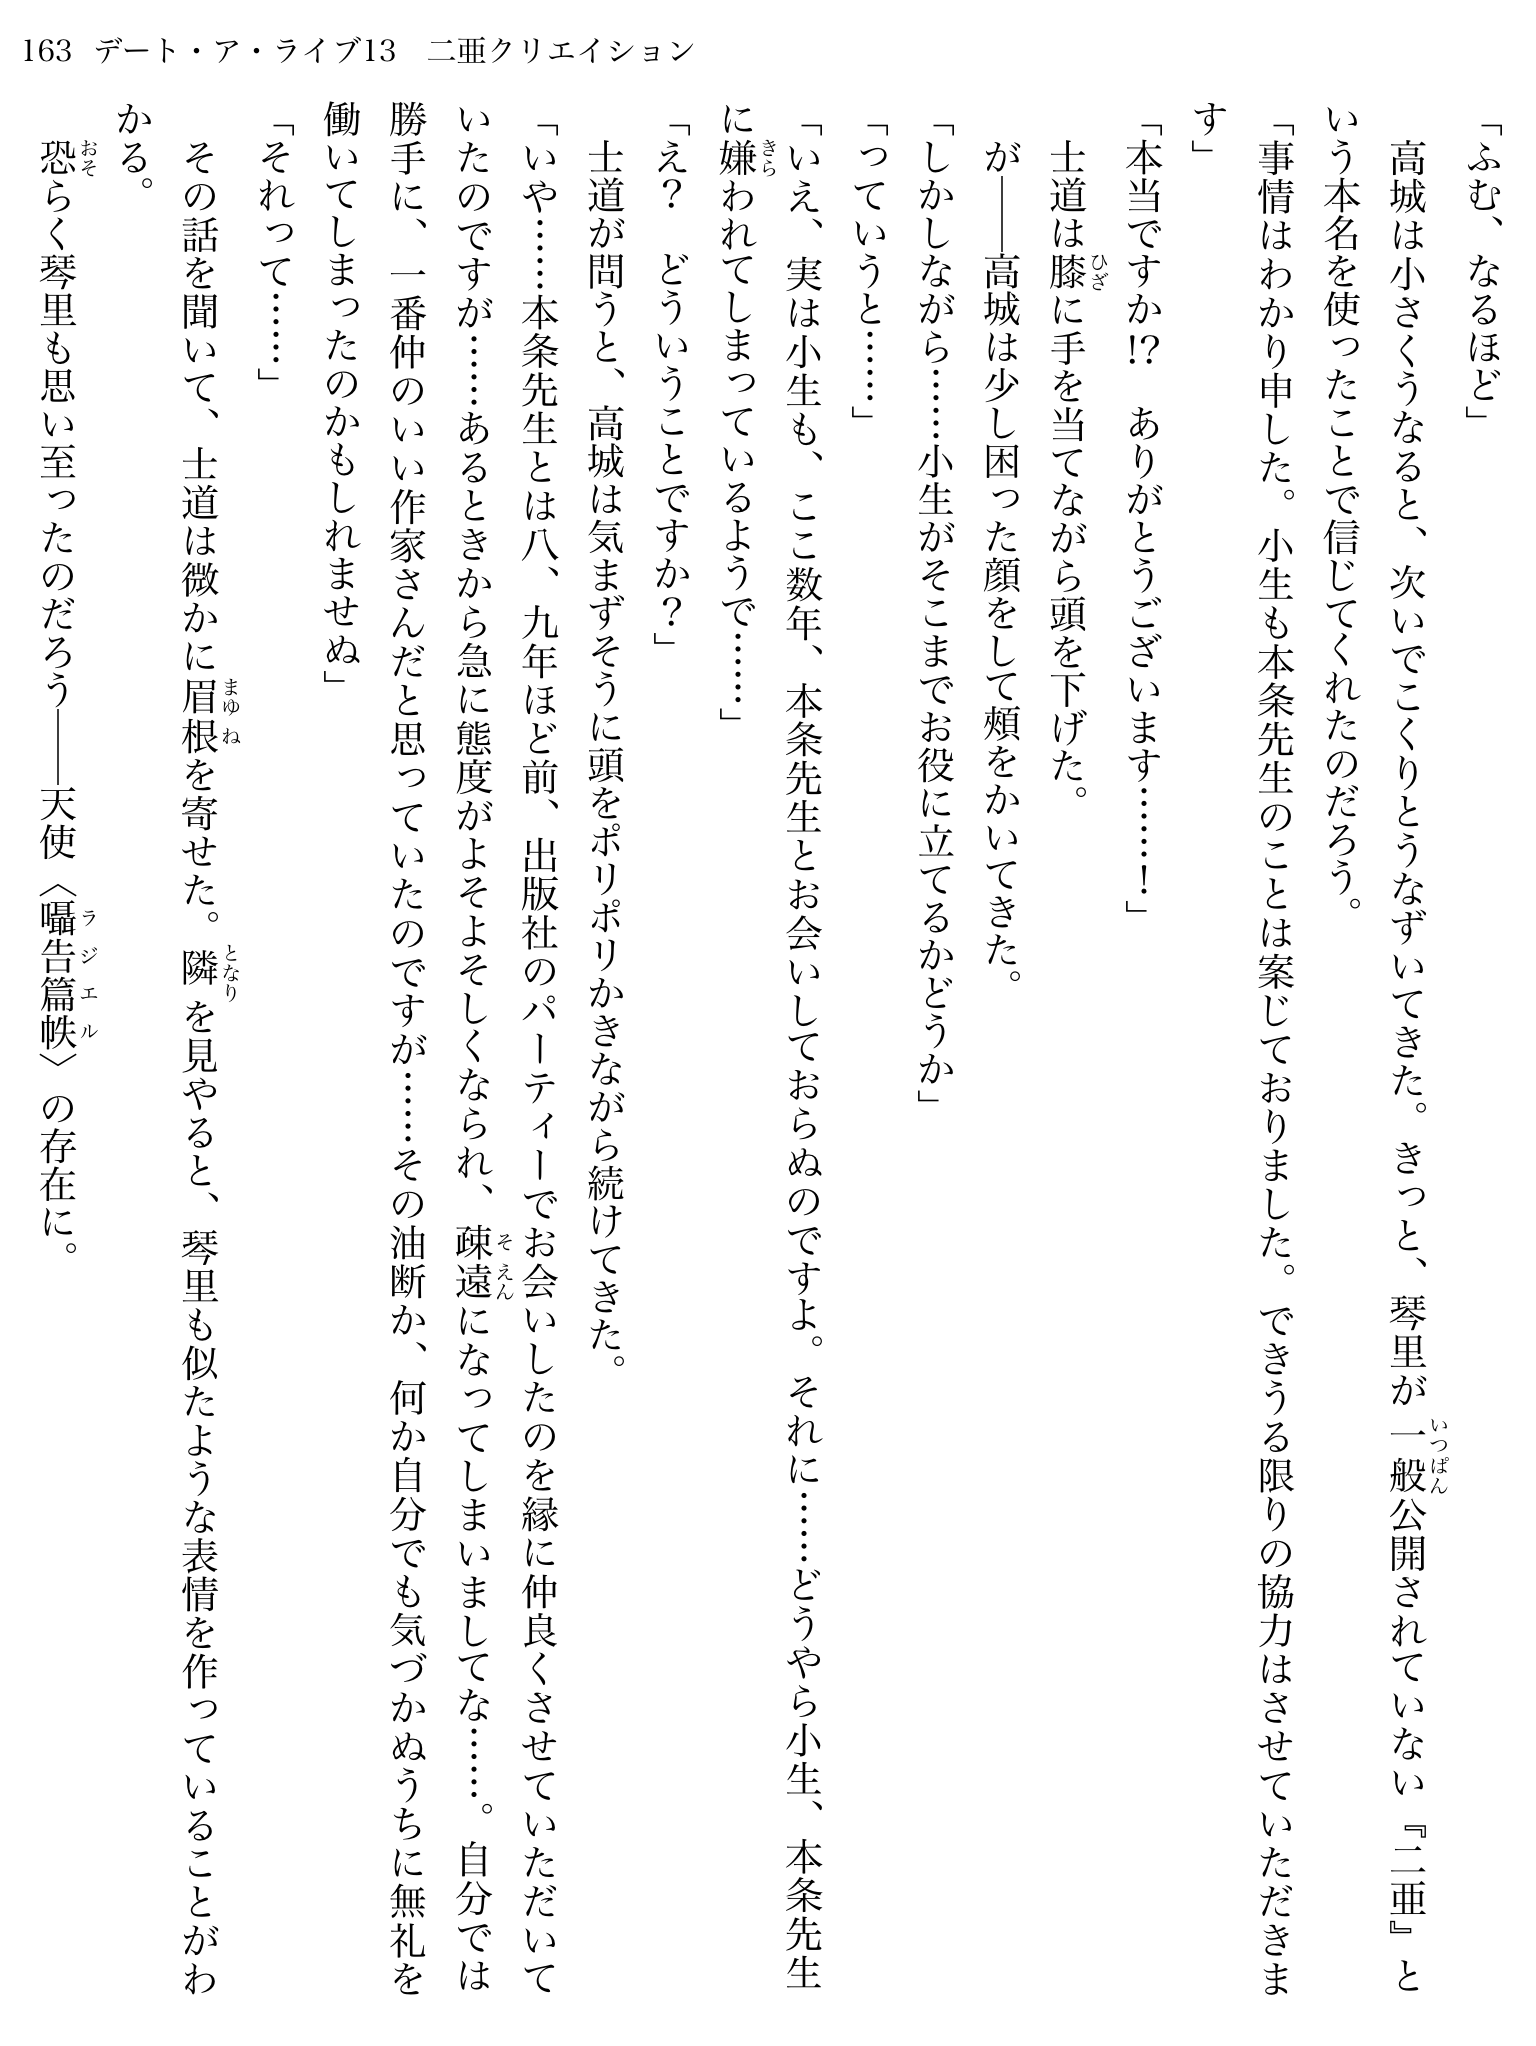 163 デート・ア・ライブ13　二亜クリエイション
「ふむ、なるほど」
　高城は小さくうなると、次いでこくりとうなずいてきた。きっと、琴里が一般公開されていない『二亜』と
いう本名を使ったことで信じてくれたのだろう。
「事情はわかり申した。小生も本条先生のことは案じておりました。できうる限りの協力はさせていただきま
す」
「本当ですか!?　ありがとうございます……！」
　士道は膝に手を当てながら頭を下げた。
　が――高城は少し困った顔をして頰をかいてきた。
「しかしながら……小生がそこまでお役に立てるかどうか」
「っていうと……」
「いえ、実は小生も、ここ数年、本条先生とお会いしておらぬのですよ。それに……どうやら小生、本条先生
に嫌われてしまっているようで……」
「え？　どういうことですか？」
　士道が問うと、高城は気まずそうに頭をポリポリかきながら続けてきた。
「いや……本条先生とは八、九年ほど前、出版社のパーティーでお会いしたのを縁に仲良くさせていただいて
いたのですが……あるときから急に態度がよそよそしくなられ、疎遠になってしまいましてな……。自分では
勝手に、一番仲のいい作家さんだと思っていたのですが……その油断か、何か自分でも気づかぬうちに無礼を
働いてしまったのかもしれませぬ」
「それって……」
　その話を聞いて、士道は微かに眉根を寄せた。隣を見やると、琴里も似たような表情を作っていることがわ
かる。
　恐らく琴里も思い至ったのだろう――天使〈囁告篇帙〉の存在に。